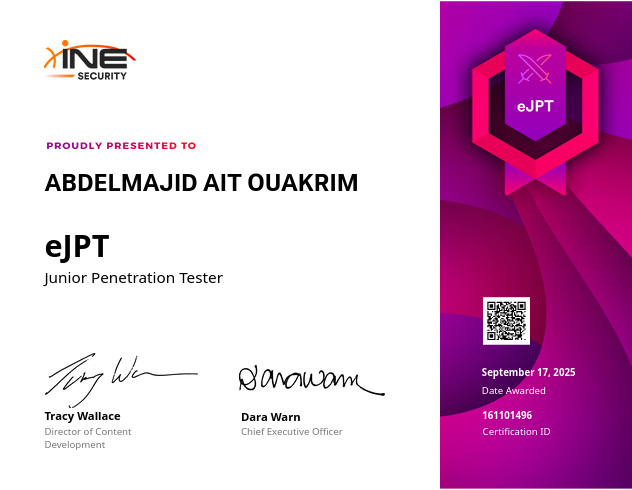 INE
SECURITY
PROUDLY PRESENTED TO
ABDELMAJID AIT OUAKRIM
eJPT
Junior Penetration Tester
Tracy Wallace
Director of Content
Development
Dara Warn
Chief Executive Officer
eJPT
September 17, 2025
Date Awarded
161101496
Certification ID